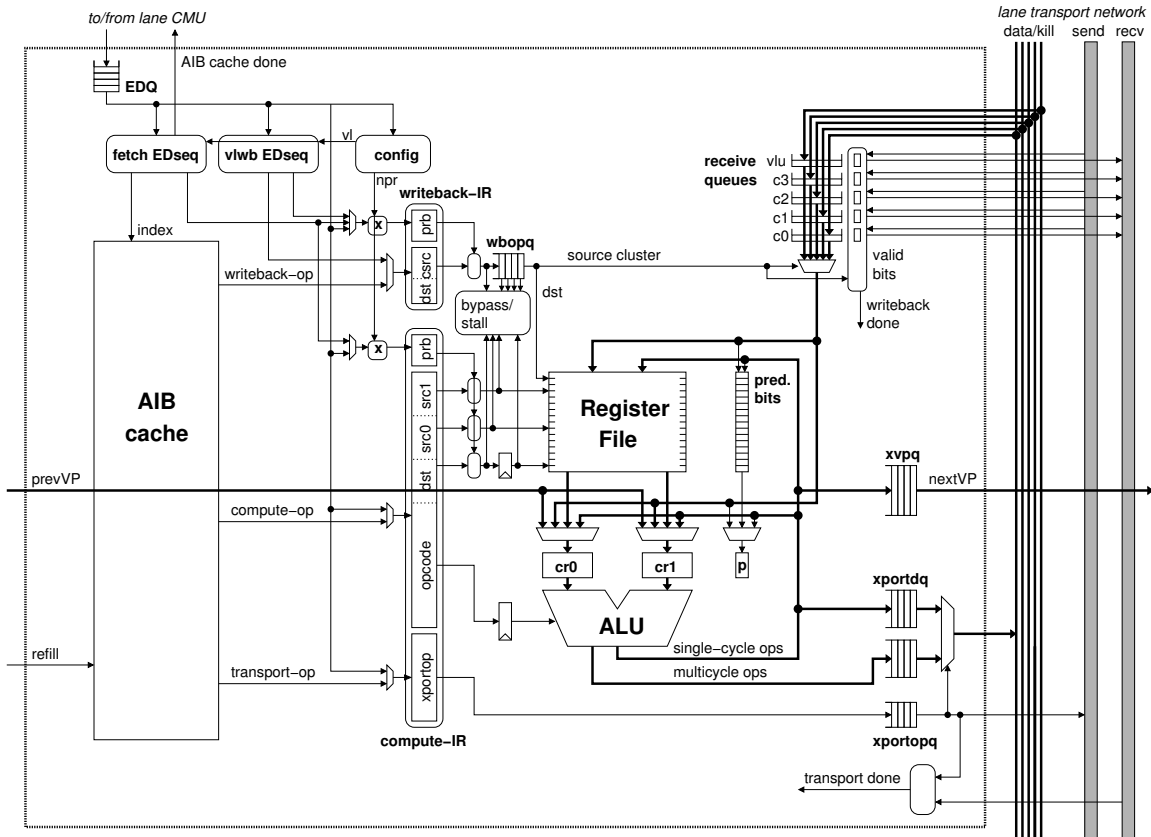 to/from lane CMU
lane transport network
data/kill send recv
AIB cache done
EDQ
fetch EDseq
vlwb EDseq
vl
config
receive
queues
vlu
c3
c2
c1
c0
valid
bits
writeback
done
npr
writeback-IR
index
x
prb
csrc
dst
wbopq
source cluster
dst
writeback-op
bypass/
stall
x
prb
src1
src0
dst
opcode
xportop
AIB
cache
Register
File
pred.
bits
xvpq
prevVP
nextVP
compute-op
cr0
cr1
p
xportdq
ALU
single-cycle ops
multicycle ops
refill
transport-op
compute-IR
xportopq
transport done